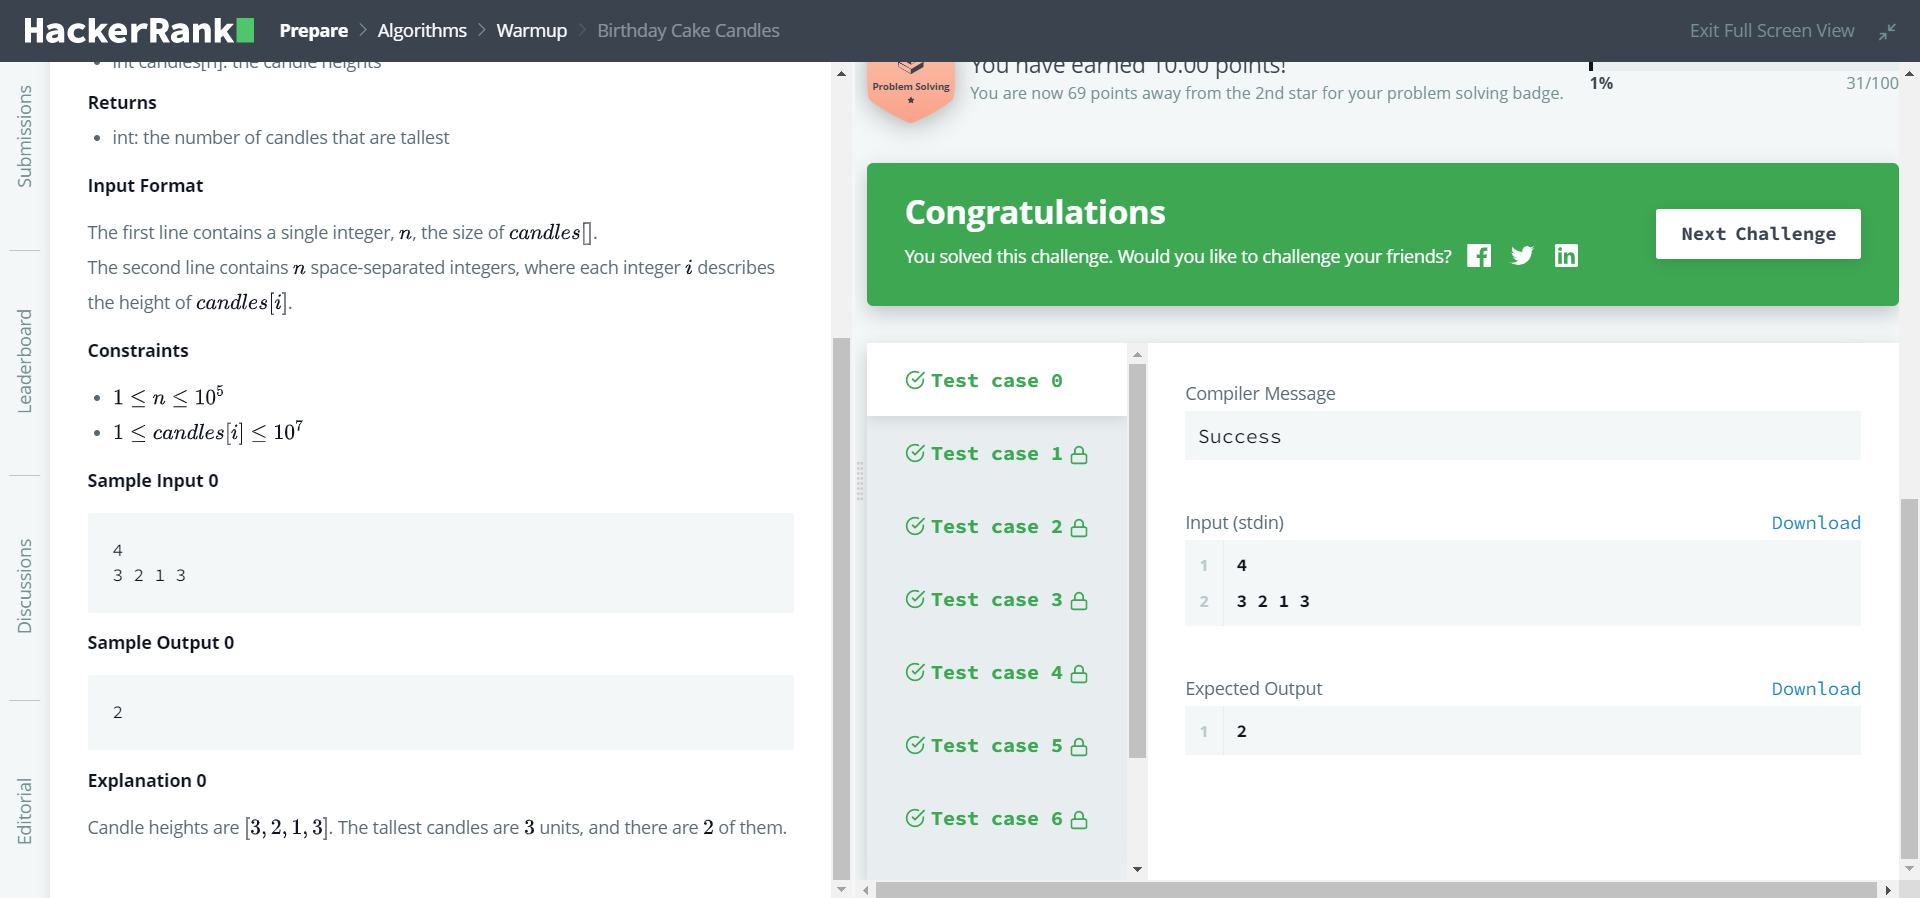 HackerRank Prepare > Algorithms > Warmup > Birthday Cake Candles Exit Full Screen View
Submissions
Leaderboard
Discussions
Editorial
int candles[n]: the candle heights
Returns
int: the number of candles that are tallest
Input Format
The first line contains a single integer, n, the size of candles[].
The second line contains n space-separated integers, where each integer i describes
the height of candles[i].
Constraints
1 ≤ n ≤ 10^5
1 ≤ candles[i] ≤ 10^7
Sample Input 0
4
3 2 1 3
Sample Output 0
2
Explanation 0
Candle heights are [3, 2, 1, 3]. The tallest candles are 3 units, and there are 2 of them.
Problem Solving
You have earned 10.00 points!
You are now 69 points away from the 2nd star for your problem solving badge.
1% 31/100
Congratulations
You solved this challenge. Would you like to challenge your friends?
Next Challenge
Test case 0
Test case 1
Test case 2
Test case 3
Test case 4
Test case 5
Test case 6
Compiler Message
Success
Input (stdin) Download
1 4
2 3 2 1 3
Expected Output Download
1 2